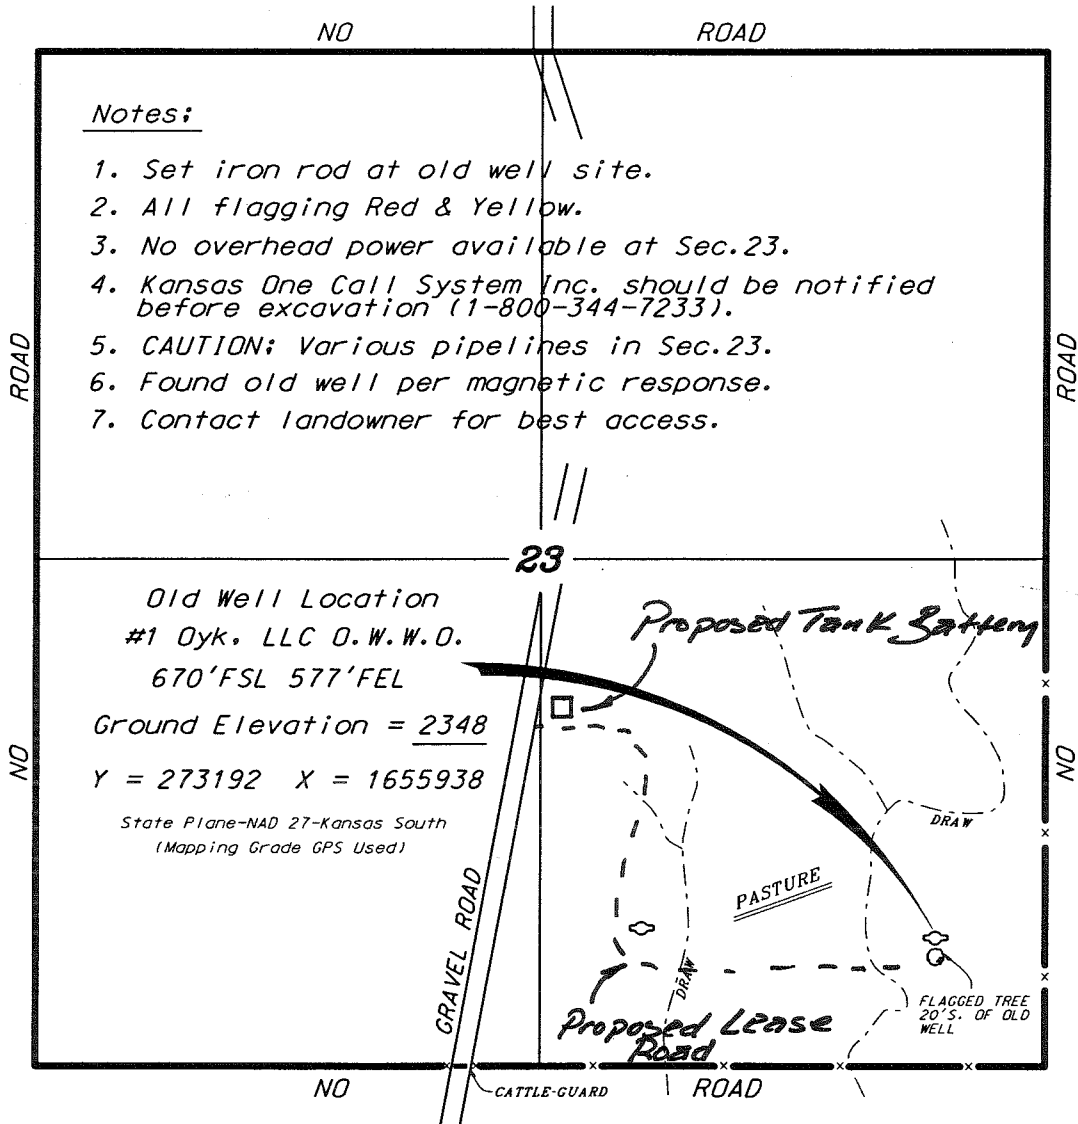 NO ROAD
Notes:
1. Set iron rod at old well site.
2. All flagging Red & Yellow.
3. No overhead power available at Sec.23.
4. Kansas One Call System Inc. should be notified
before excavation (1-800-344-7233).
5. CAUTION: Various pipelines in Sec.23.
6. Found old well per magnetic response.
7. Contact landowner for best access.
ROAD
ROAD
23
Old Well Location
#1 Oyk, LLC O.W.W.O.
670'FSL 577'FEL
Ground Elevation = 2348
Y = 273192 X = 1655938
State Plane-NAD 27-Kansas South
(Mapping Grade GPS Used)
Proposed Tank Battery
NO
NO
DRAW
PASTURE
GRAVEL ROAD
DRAW
FLAGGED TREE
20'S. OF OLD
WELL
Proposed Lease
Road
CATTLE-GUARD
NO ROAD